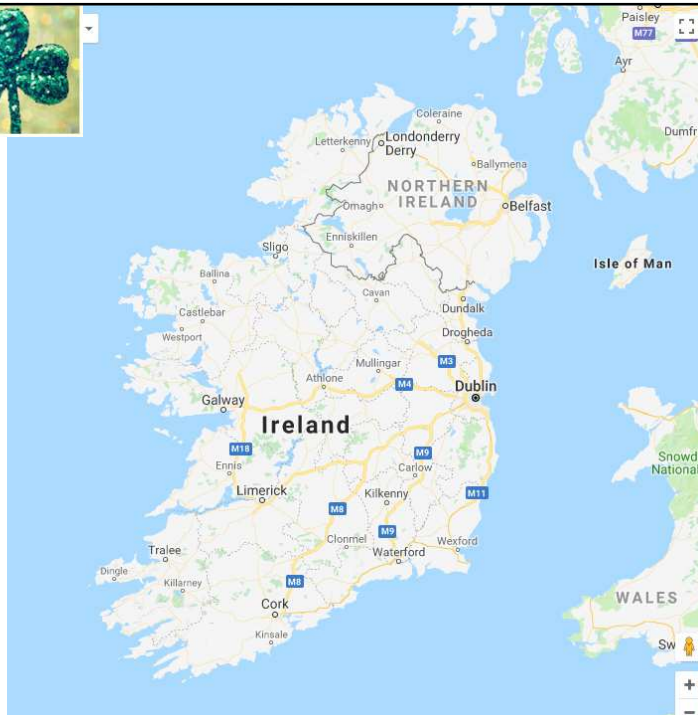 Paisley
M77
Ayr
Dumfr
Coleraine
Letterkenny
Londonderry
Derry
Ballymena
NORTHERN
IRELAND
Omagh
Belfast
Enniskillen
Sligo
Isle of Man
Ballina
Cavan
Dundalk
Castlebar
Westport
Drogheda
Mullingar
M3
Athlone
M4
Dublin
Galway
Ireland
M18
M9
Snowd
National
Ennis
Carlow
Limerick
Kilkenny
M11
M8
M9
Clonmel
Wexford
Tralee
Waterford
Dingle
Killarney
M8
WALES
Cork
Kinsale
Sw
+
−